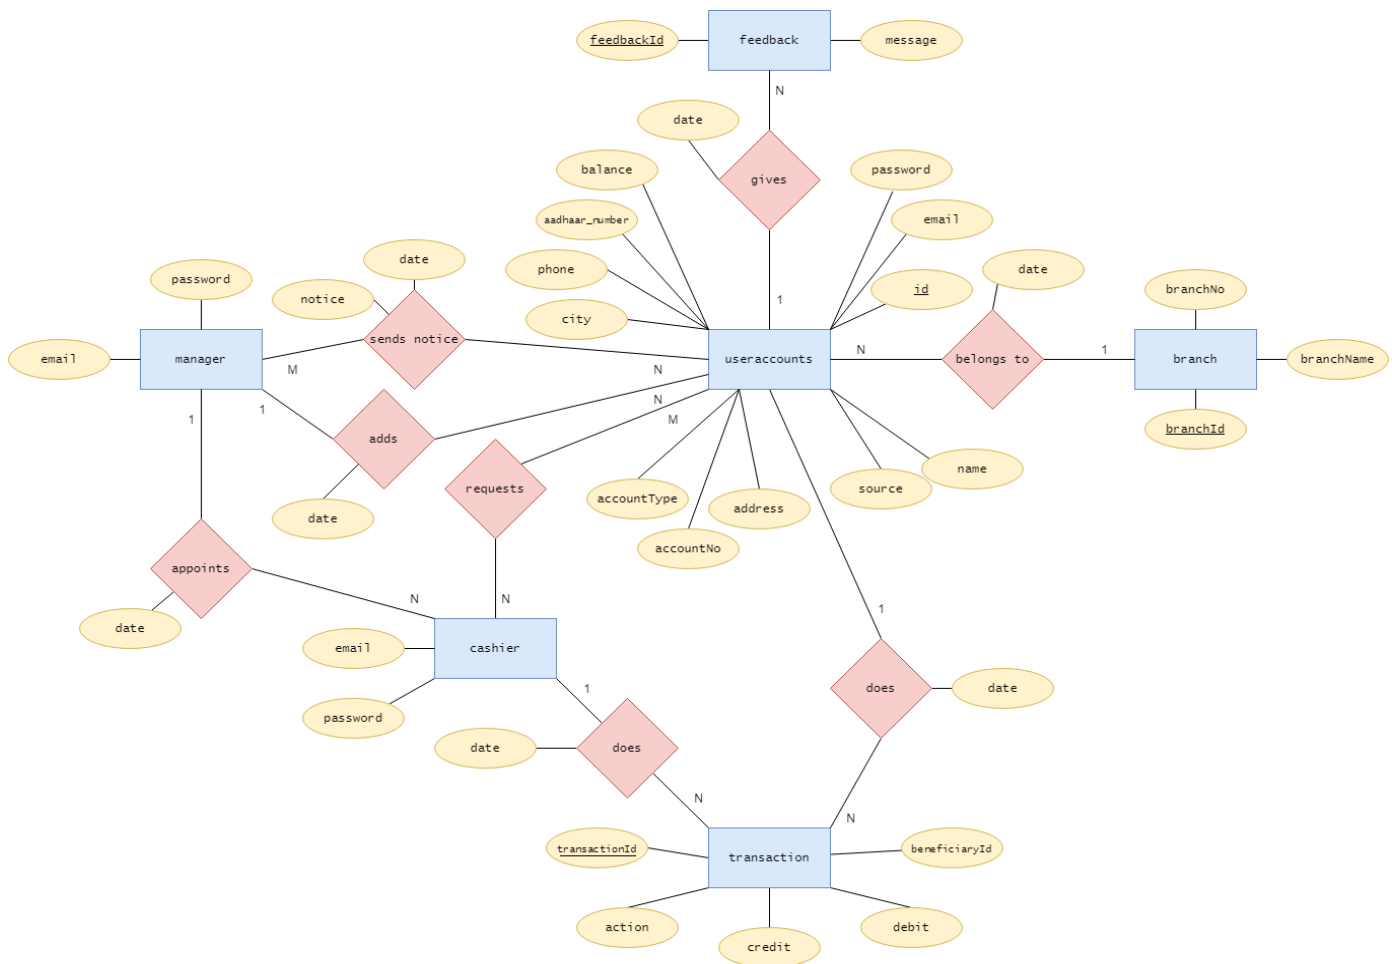 feedbackId
feedback
message
N
date
balance
gives
password
aadhaar_number
email
date
phone
date
password
notice
id
branchNo
city
1
sends notice
email
manager
useraccounts
N
belongs to
1
branch
branchName
M
N
N
1
1
M
adds
branchId
requests
accountType
source
name
date
address
accountNo
appoints
N
N
1
date
email
cashier
password
1
does
date
date
does
N
N
transactionId
transaction
beneficiaryId
action
credit
debit